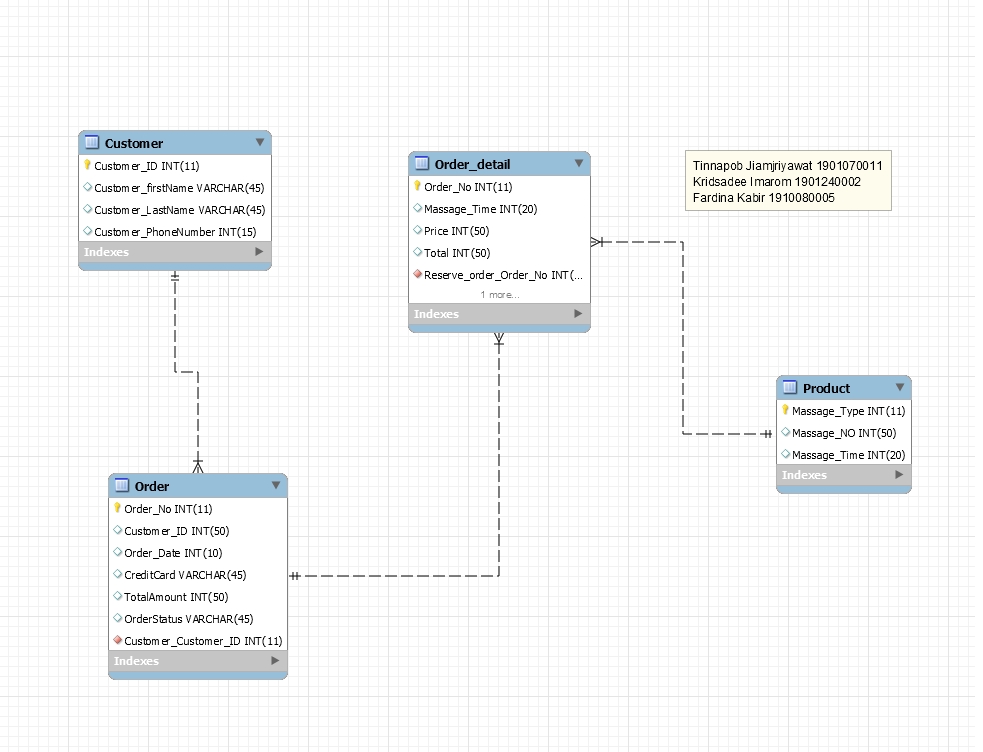 Customer
Customer_ID INT(11)
Customer_firstName VARCHAR(45)
Customer_LastName VARCHAR(45)
Customer_PhoneNumber INT(15)
Indexes
Order_detail
Order_No INT(11)
Massage_Time INT(20)
Price INT(50)
Total INT(50)
Reserve_order_Order_No INT(...
1 more...
Indexes
Tinnapob Jiamjriyawat 1901070011
Kridsadee Imarom 1901240002
Fardina Kabir 1910080005
Product
Massage_Type INT(11)
Massage_NO INT(50)
Massage_Time INT(20)
Indexes
Order
Order_No INT(11)
Customer_ID INT(50)
Order_Date INT(10)
CreditCard VARCHAR(45)
TotalAmount INT(50)
OrderStatus VARCHAR(45)
Customer_Customer_ID INT(11)
Indexes